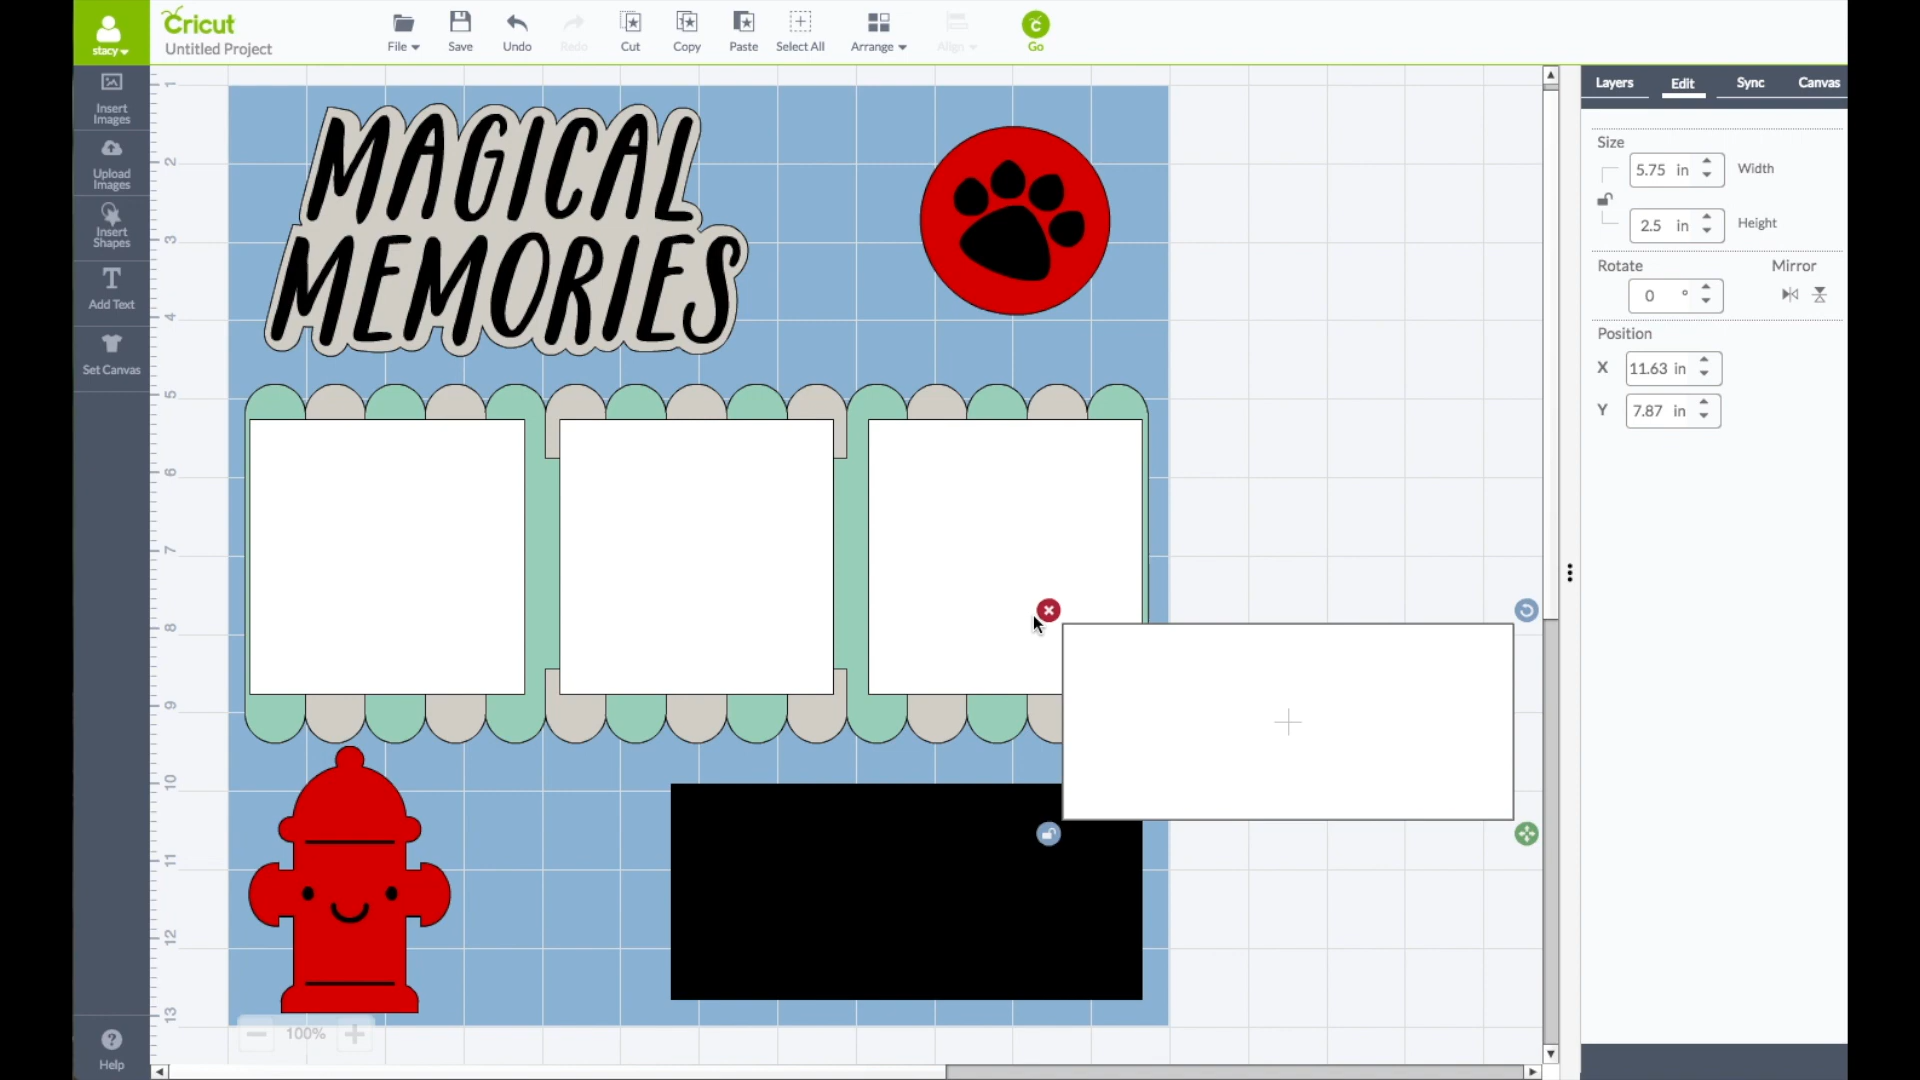 stacy
Cricut
Untitled Project
File
Save
Undo
Redo
Cut
Copy
Paste
Select All
Arrange
Align
Go
Insert
Images
Upload
Images
Insert
Shapes
Add Text
Set Canvas
Help
1
2
3
4
5
6
7
8
9
10
11
12
13
MAGICAL
MEMORIES
100%
Layers Edit Sync Canvas
Size
5.75 in Width
2.5 in Height
Rotate Mirror
0 °
Position
X 11.63 in
Y 7.87 in